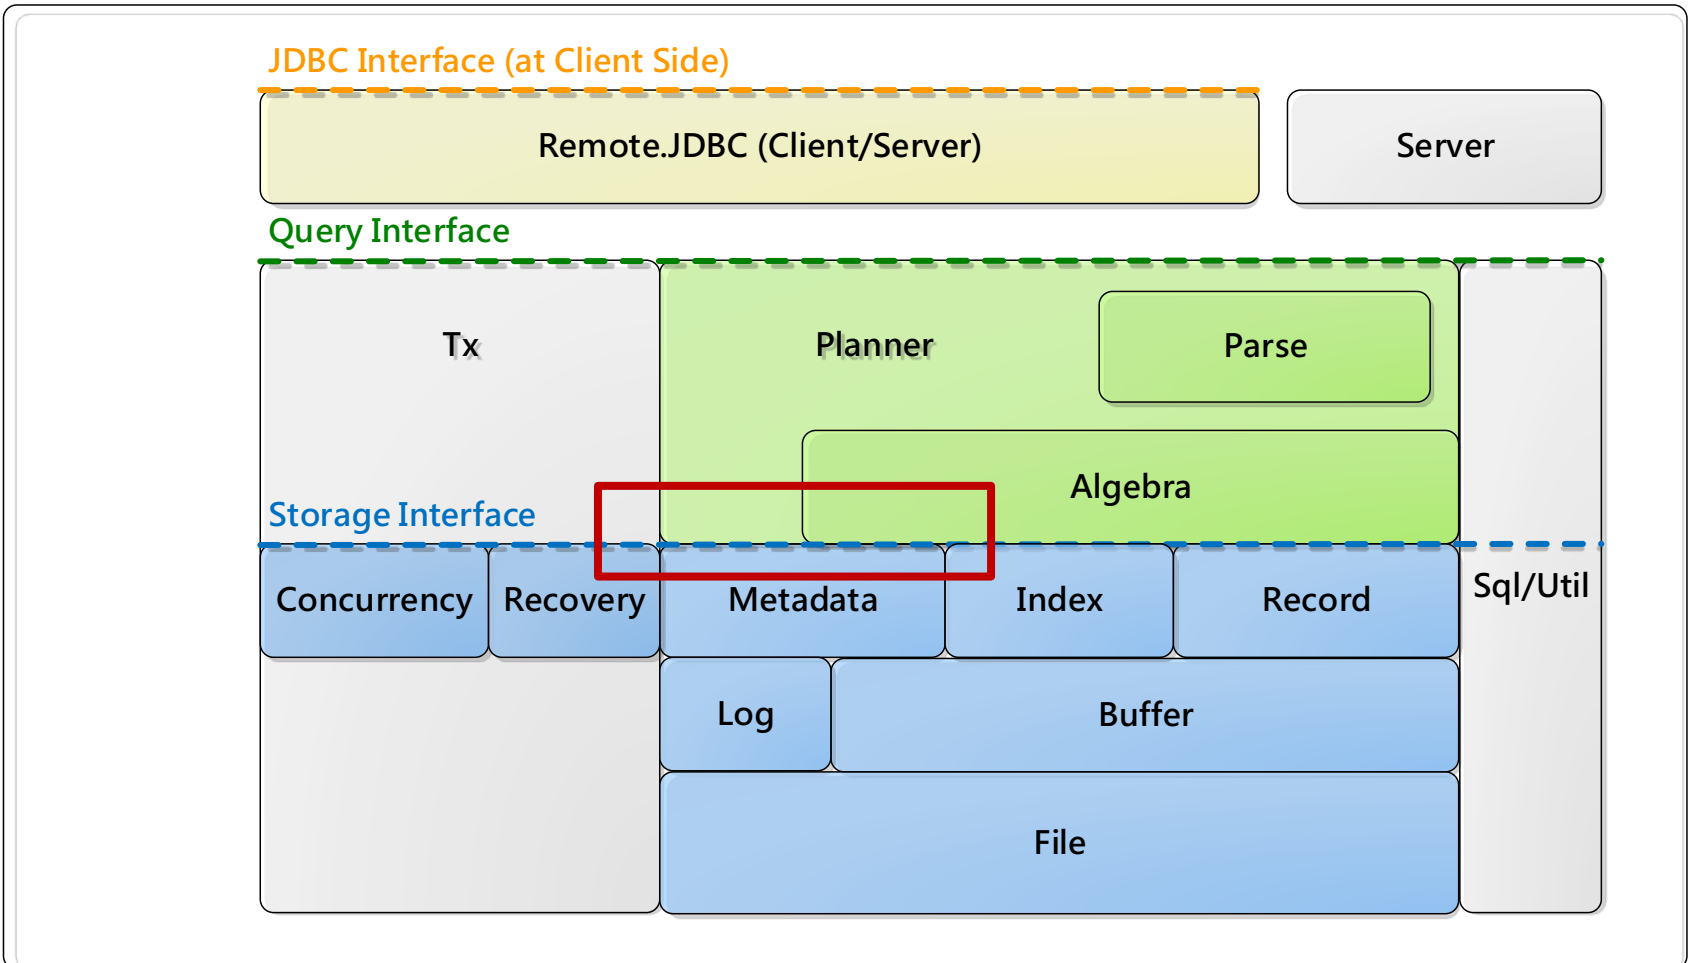 JDBC Interface (at Client Side)
Remote.JDBC (Client/Server)
Server
Query Interface
Tx
Planner
Parse
Algebra
Storage Interface
Concurrency
Recovery
Metadata
Index
Record
Sql/Util
Log
Buffer
File